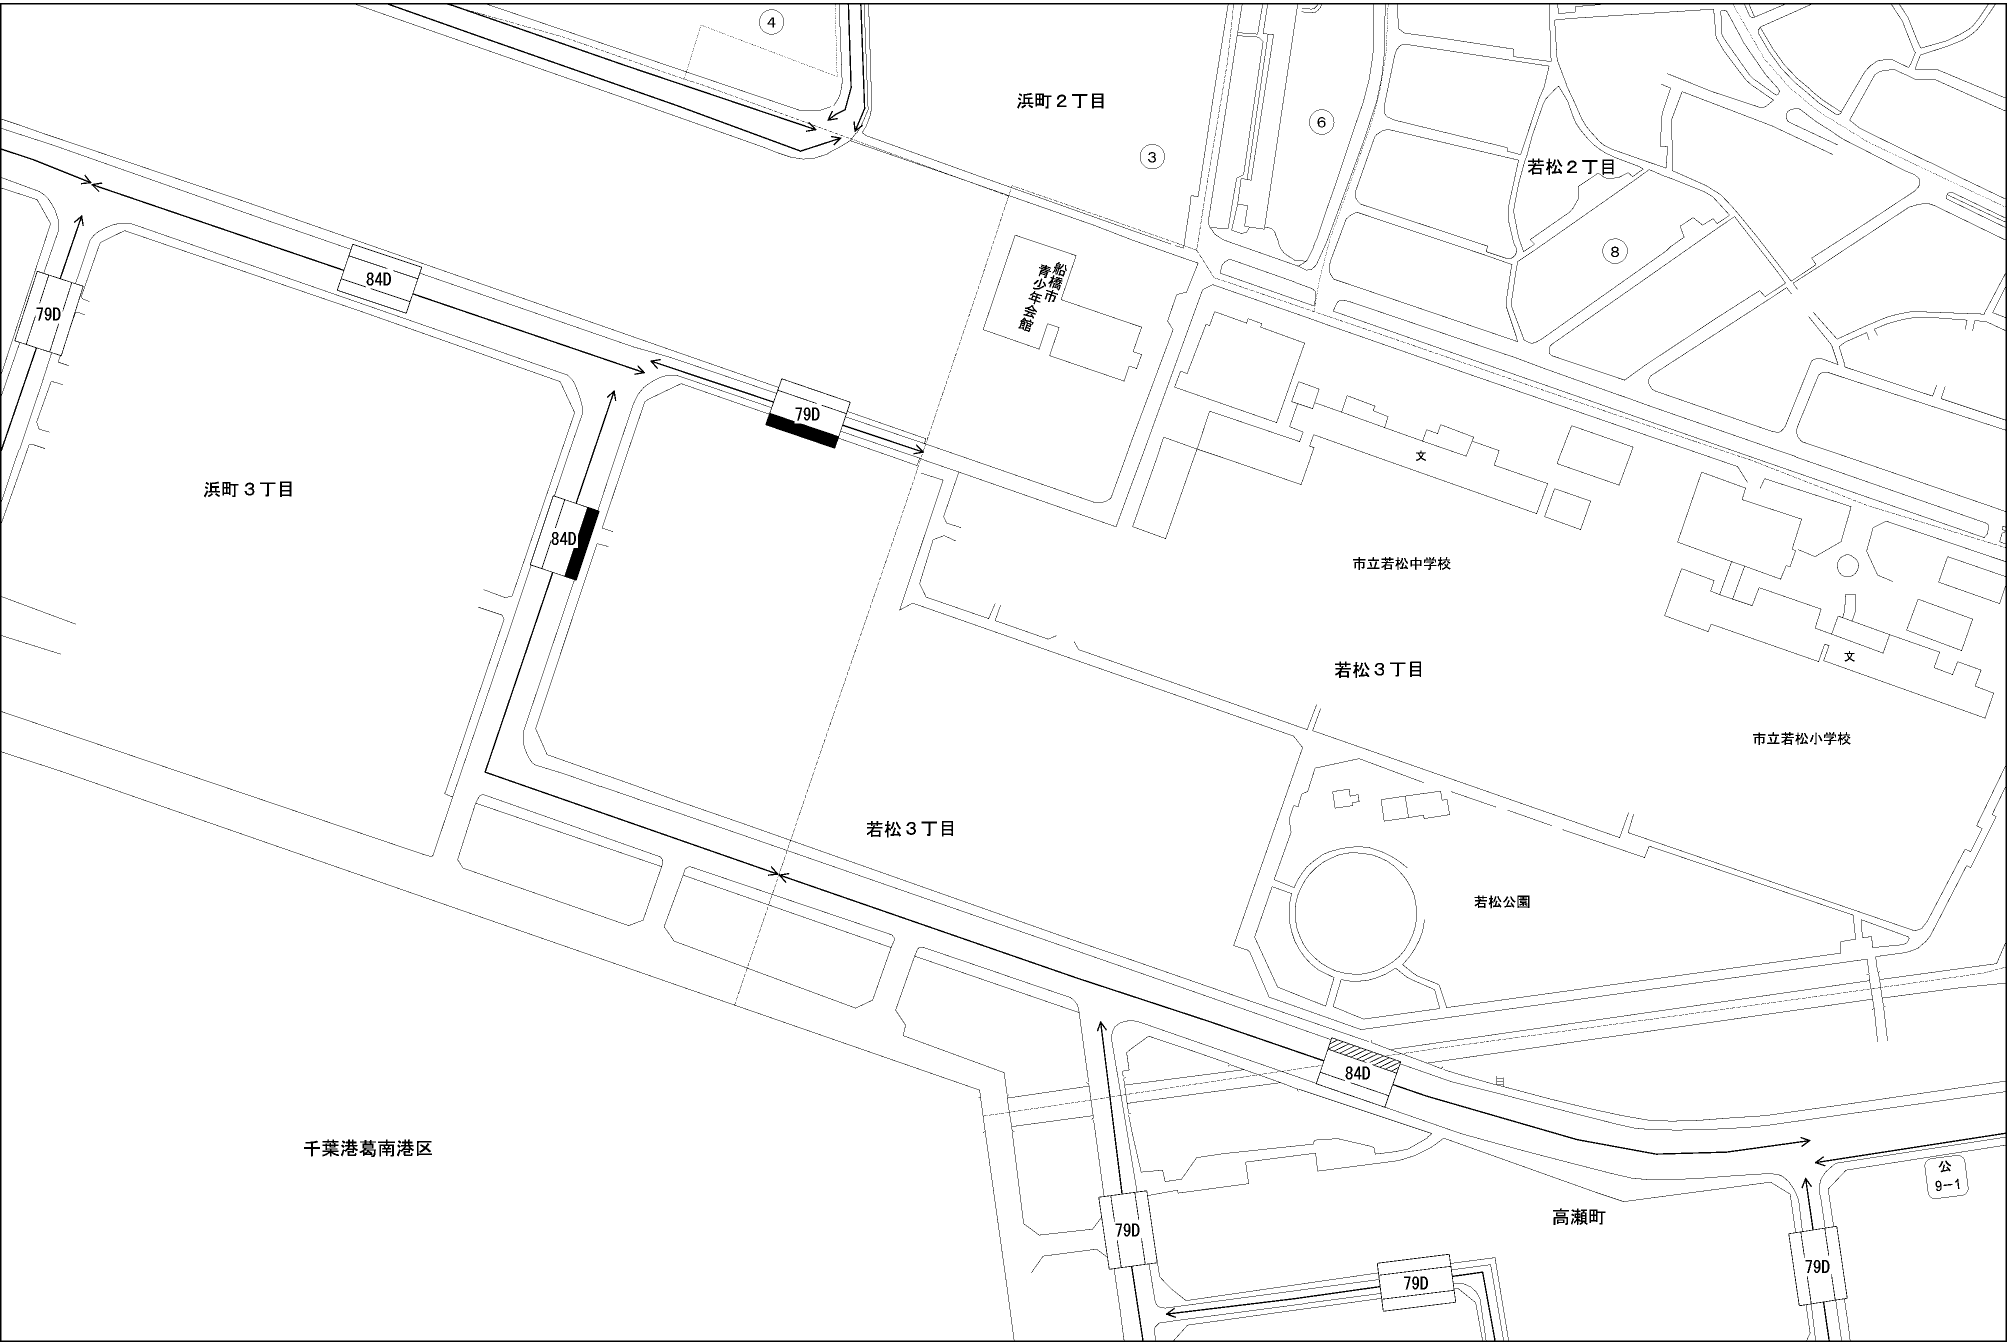 ④
浜町2丁目
⑥
③
若松2丁目
⑧
船橋市
青少年会館
84D
79D
79D
文
浜町3丁目
84D
市立若松中学校
若松3丁目
文
市立若松小学校
若松3丁目
若松公園
84D
千葉港葛南港区
公
9-1
高瀬町
79D
79D
79D